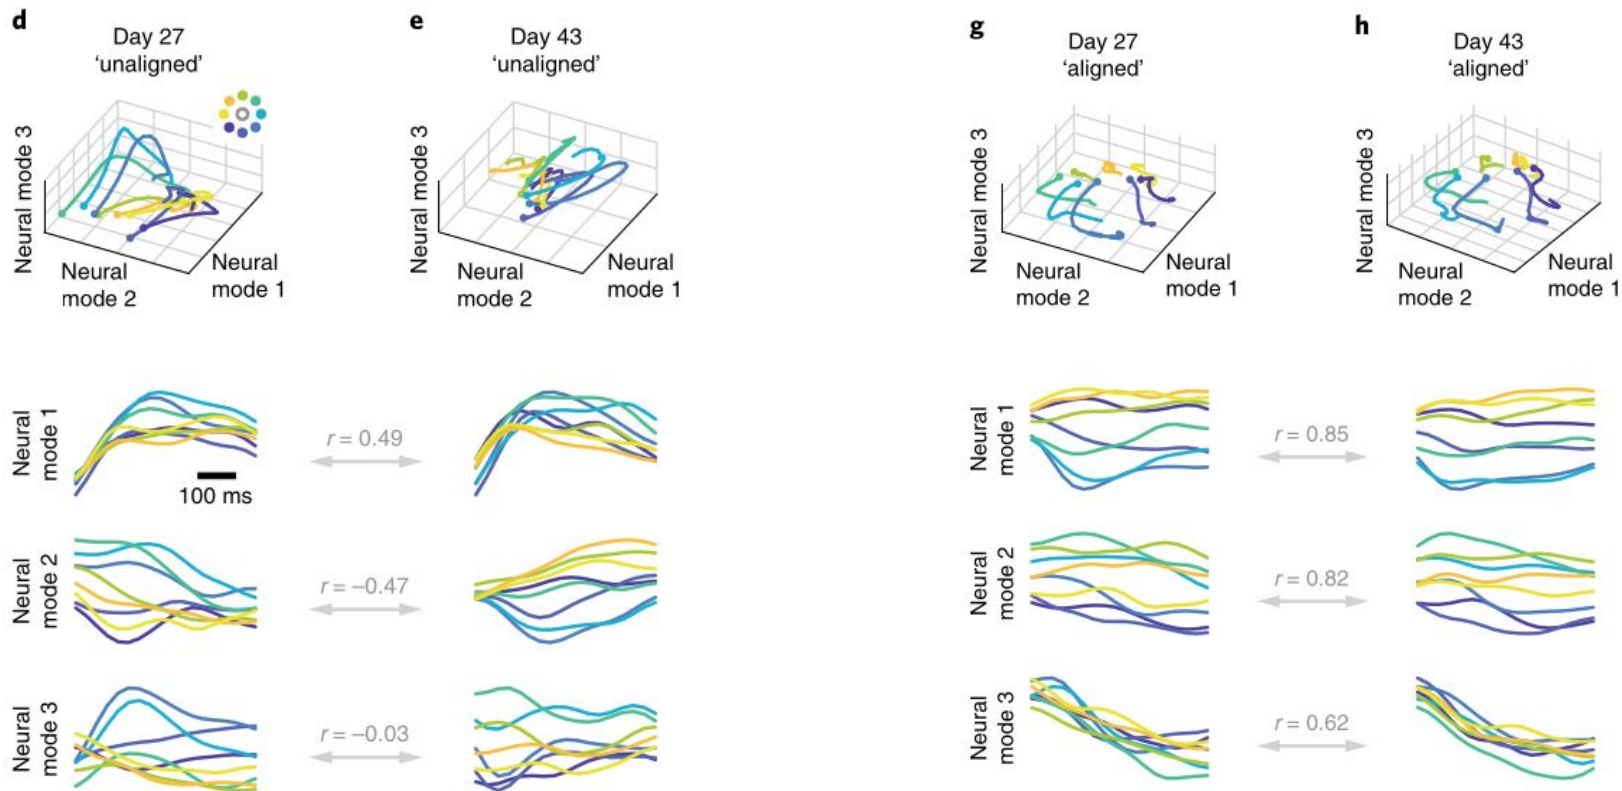 d
Day 27
‘unaligned’
Neural mode 3
Neural
mode 2
Neural
mode 1
e
Day 43
‘unaligned’
Neural mode 3
Neural
mode 2
Neural
mode 1
g
Day 27
‘aligned’
Neural mode 3
Neural
mode 2
Neural
mode 1
h
Day 43
‘aligned’
Neural mode 3
Neural
mode 2
Neural
mode 1
Neural
mode 1
100 ms
r = 0.49
Neural
mode 1
r = 0.85
Neural
mode 2
r = –0.47
Neural
mode 2
r = 0.82
Neural
mode 3
r = –0.03
Neural
mode 3
r = 0.62